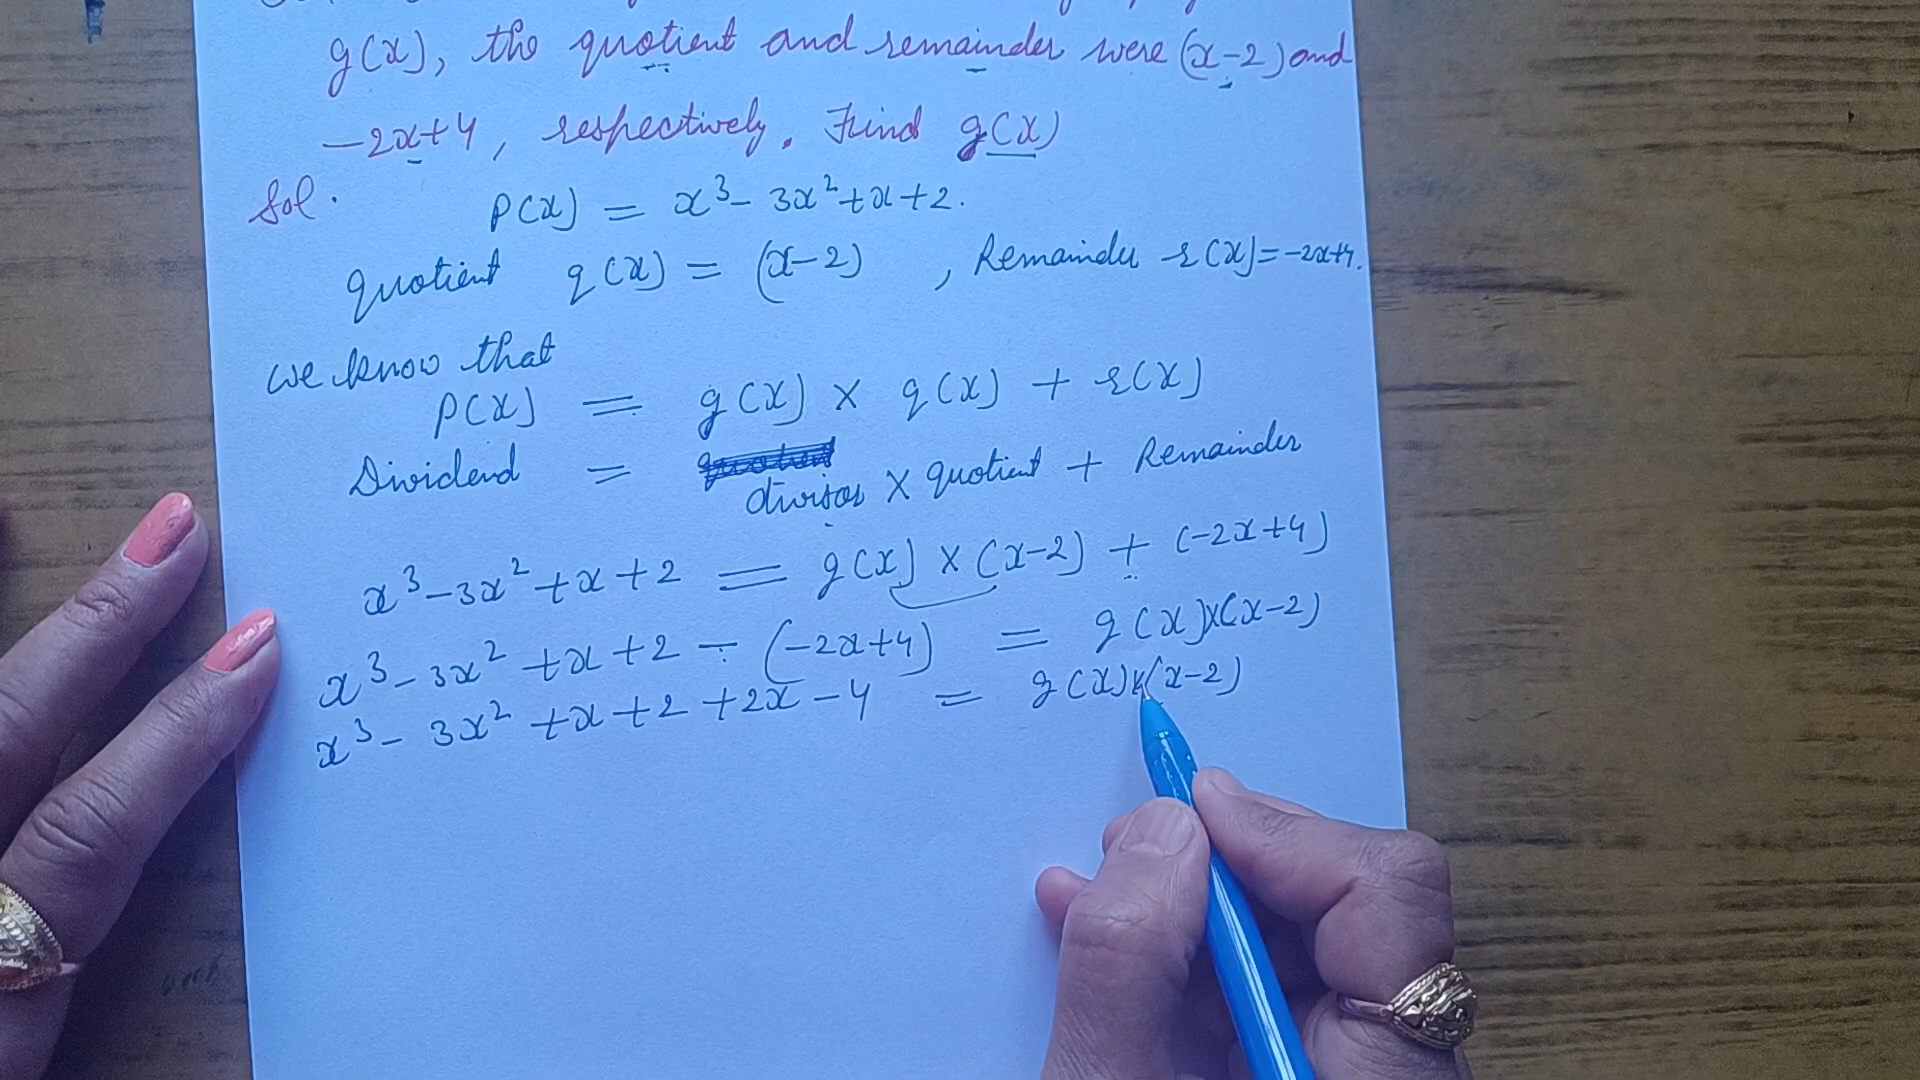 g(x), the quotient and remainder were (x-2) and
-2x+4, respectively. Find g(x)
Sol.
P(x) = x³- 3x²+x+2.
quotient q(x) = (x-2) , Remainder r(x)=-2x+4.
we know that
P(x) = g(x) × q(x) + r(x)
Dividend = divisor × quotient + Remainder
x³-3x²+x+2 = g(x) × (x-2) + (-2x+4)
x³-3x²+x+2 - (-2x+4) = g(x)×(x-2)
x³- 3x²+x+2+2x-4 = g(x)×(x-2)